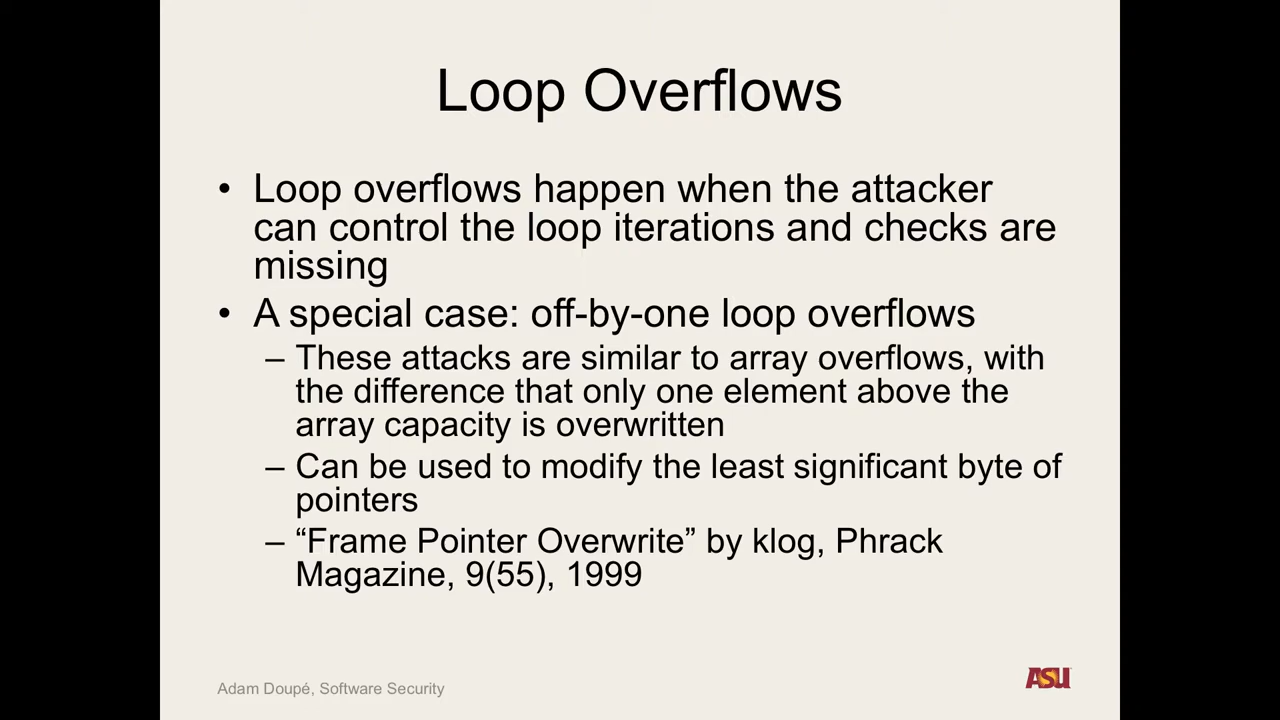 Loop Overflows
• Loop overflows happen when the attacker
can control the loop iterations and checks are
missing
• A special case: off-by-one loop overflows
– These attacks are similar to array overflows, with
the difference that only one element above the
array capacity is overwritten
– Can be used to modify the least significant byte of
pointers
– “Frame Pointer Overwrite” by klog, Phrack
Magazine, 9(55), 1999
Adam Doupé, Software Security
ASU